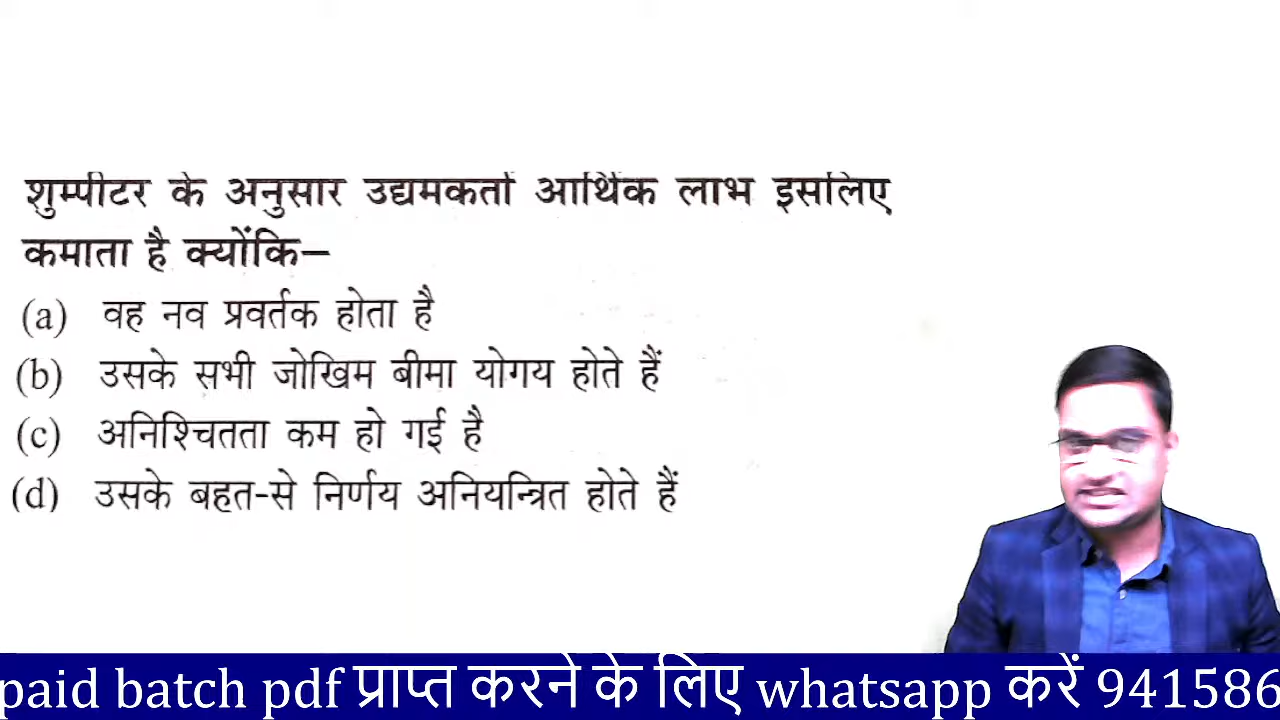 शुम्पीटर के अनुसार उद्यमकर्ता आर्थिक लाभ इसलिए
कमाता है क्योंकि–
(a) वह नव प्रवर्तक होता है
(b) उसके सभी जोखिम बीमा योगय होते हैं
(c) अनिश्चितता कम हो गई है
(d) उसके बहत-से निर्णय अनियन्त्रित होते हैं
paid batch pdf प्राप्त करने के लिए whatsapp करें 941586